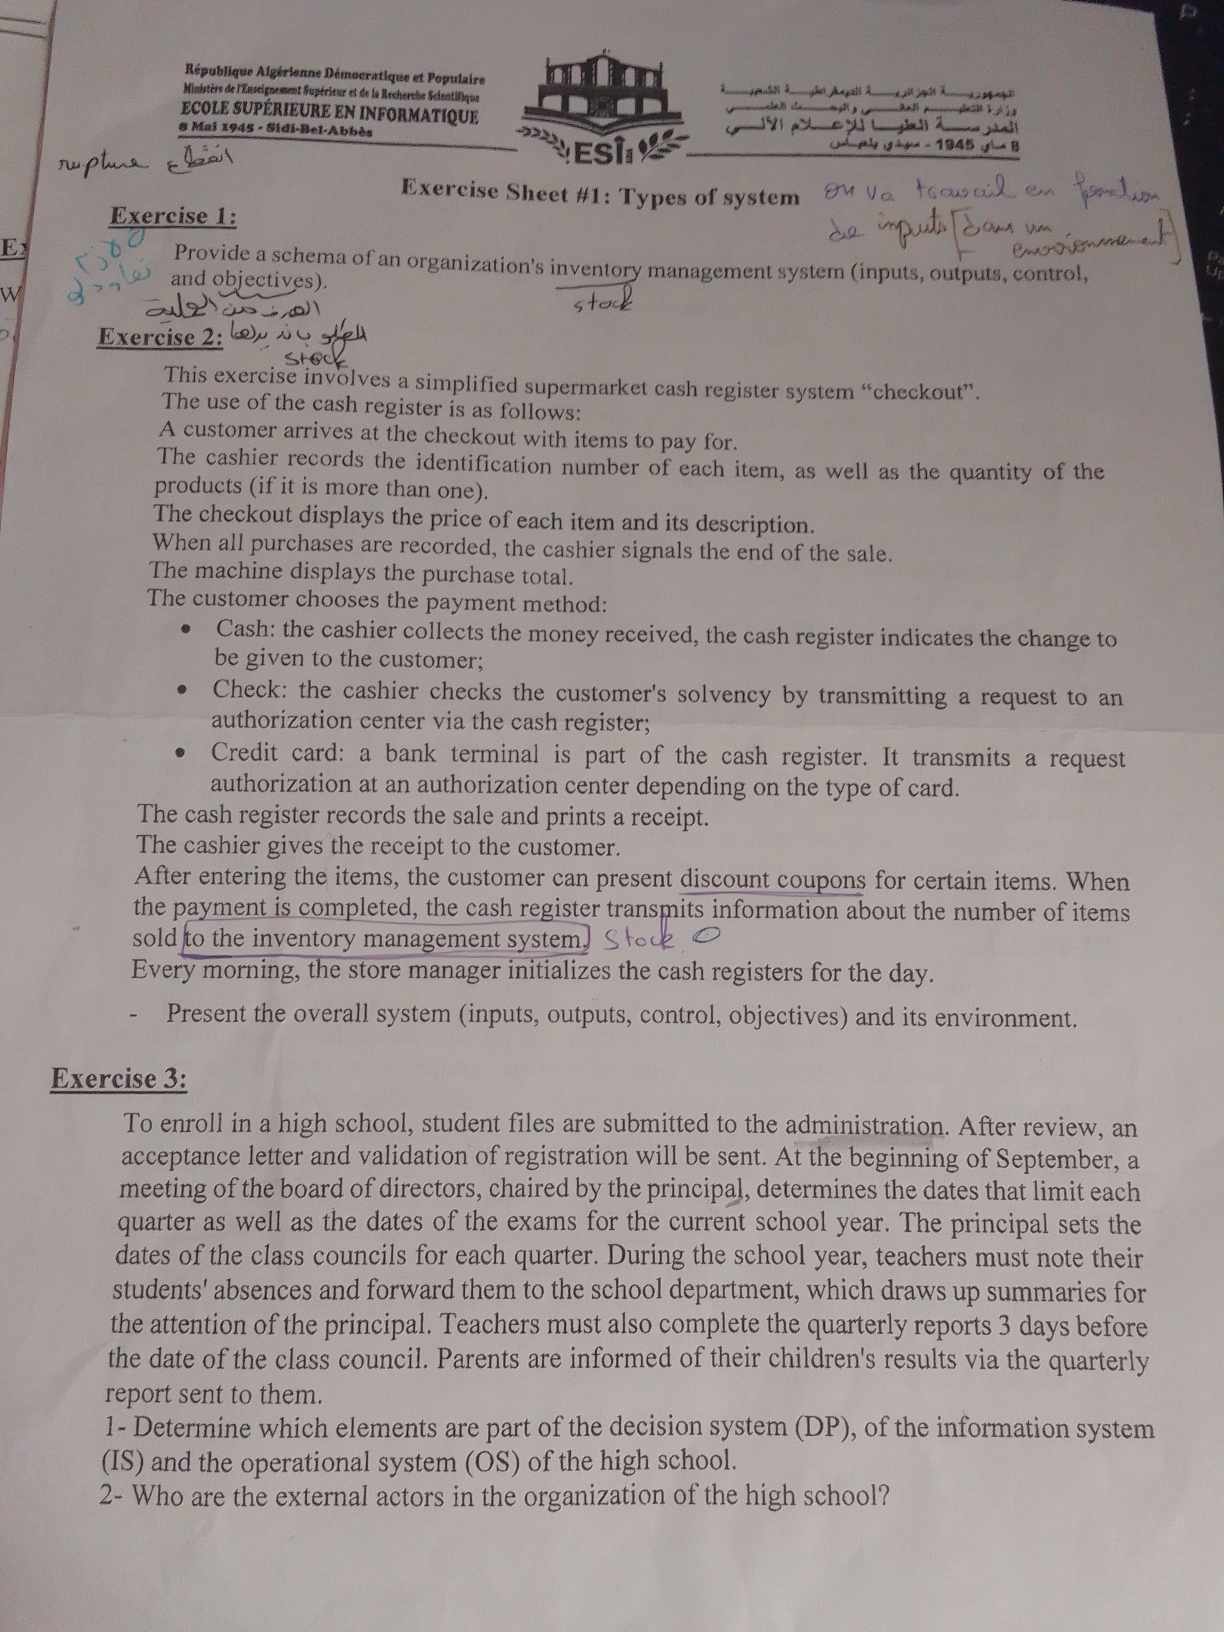 République Algérienne Démocratique et Populaire
Ministère de l'Enseignement Supérieur et de la Recherche Scientifique
ECOLE SUPÉRIEURE EN INFORMATIQUE
8 Mai 1945 - Sidi-Bel-Abbès
الجمهورية الجزائرية الديمقراطية الشعبية
وزارة التعليم العالي والبحث العلمي
المدرسة العليا للإعلام الآلي
8 ماي 1945 - سيدي بلعباس
ESI
rupture انقطاع
Exercise Sheet #1: Types of system
on va travail en fonction
de inputs [dans un
environnement]
Exercise 1:
Provide a schema of an organization's inventory management system (inputs, outputs, control,
and objectives).
stock
الهدف من العملية
Exercise 2:
stock
This exercise involves a simplified supermarket cash register system “checkout”.
The use of the cash register is as follows:
A customer arrives at the checkout with items to pay for.
The cashier records the identification number of each item, as well as the quantity of the
products (if it is more than one).
The checkout displays the price of each item and its description.
When all purchases are recorded, the cashier signals the end of the sale.
The machine displays the purchase total.
The customer chooses the payment method:
• Cash: the cashier collects the money received, the cash register indicates the change to
be given to the customer;
• Check: the cashier checks the customer's solvency by transmitting a request to an
authorization center via the cash register;
• Credit card: a bank terminal is part of the cash register. It transmits a request
authorization at an authorization center depending on the type of card.
The cash register records the sale and prints a receipt.
The cashier gives the receipt to the customer.
After entering the items, the customer can present discount coupons for certain items. When
the payment is completed, the cash register transmits information about the number of items
sold to the inventory management system. stock
Every morning, the store manager initializes the cash registers for the day.
- Present the overall system (inputs, outputs, control, objectives) and its environment.
Exercise 3:
To enroll in a high school, student files are submitted to the administration. After review, an
acceptance letter and validation of registration will be sent. At the beginning of September, a
meeting of the board of directors, chaired by the principal, determines the dates that limit each
quarter as well as the dates of the exams for the current school year. The principal sets the
dates of the class councils for each quarter. During the school year, teachers must note their
students' absences and forward them to the school department, which draws up summaries for
the attention of the principal. Teachers must also complete the quarterly reports 3 days before
the date of the class council. Parents are informed of their children's results via the quarterly
report sent to them.
1- Determine which elements are part of the decision system (DP), of the information system
(IS) and the operational system (OS) of the high school.
2- Who are the external actors in the organization of the high school?